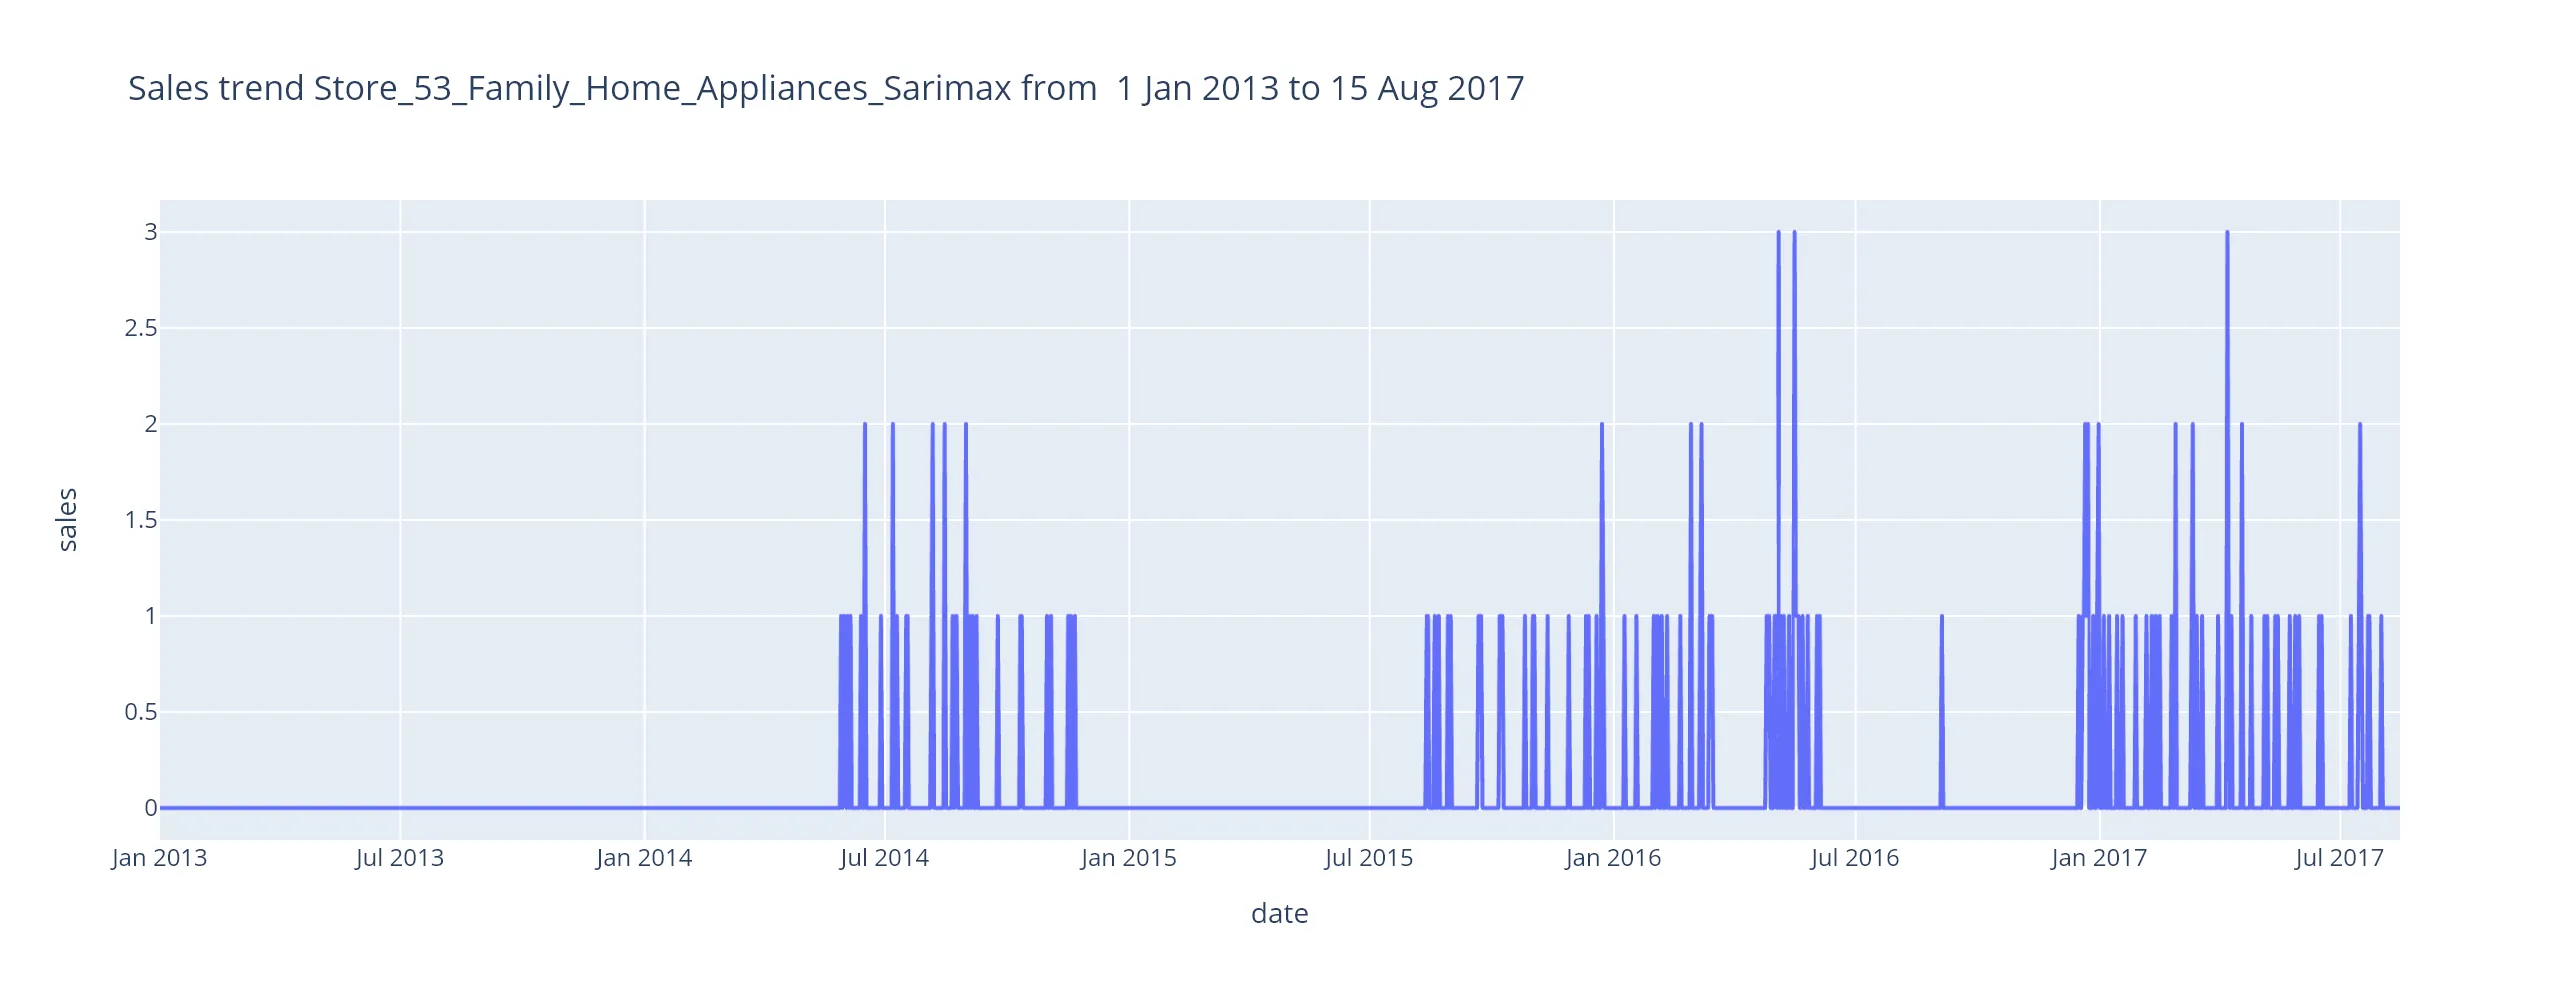 Sales trend Store_53_Family_Home_Appliances_Sarimax from  1 Jan 2013 to 15 Aug 2017
3
2.5
2
1.5
1
0.5
0
sales
Jan 2013 Jul 2013 Jan 2014 Jul 2014 Jan 2015 Jul 2015 Jan 2016 Jul 2016 Jan 2017 Jul 2017
date